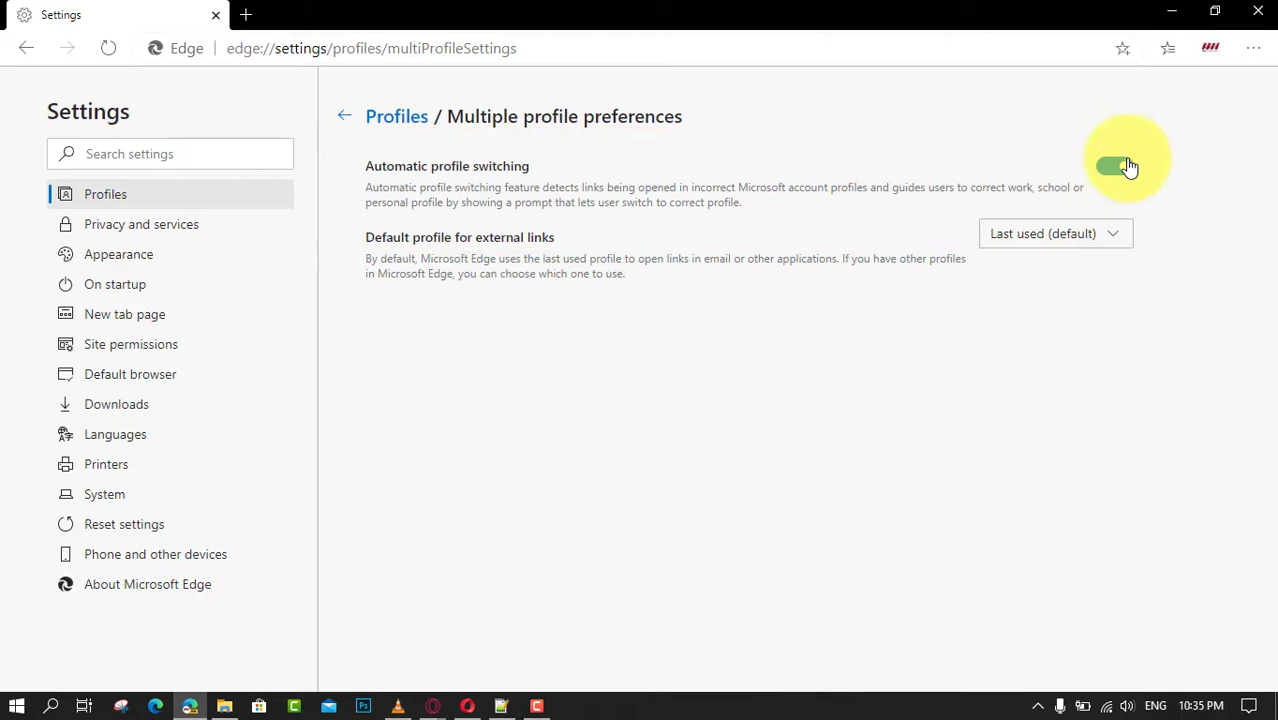 Settings
Edge
edge://settings/profiles/multiProfileSettings
Settings
Search settings
Profiles
Privacy and services
Appearance
On startup
New tab page
Site permissions
Default browser
Downloads
Languages
Printers
System
Reset settings
Phone and other devices
About Microsoft Edge
Profiles / Multiple profile preferences
Automatic profile switching
Automatic profile switching feature detects links being opened in incorrect Microsoft account profiles and guides users to correct work, school or
personal profile by showing a prompt that lets user switch to correct profile.
Default profile for external links
Last used (default)
By default, Microsoft Edge uses the last used profile to open links in email or other applications. If you have other profiles
in Microsoft Edge, you can choose which one to use.
Ps
C
C
ENG
10:35 PM